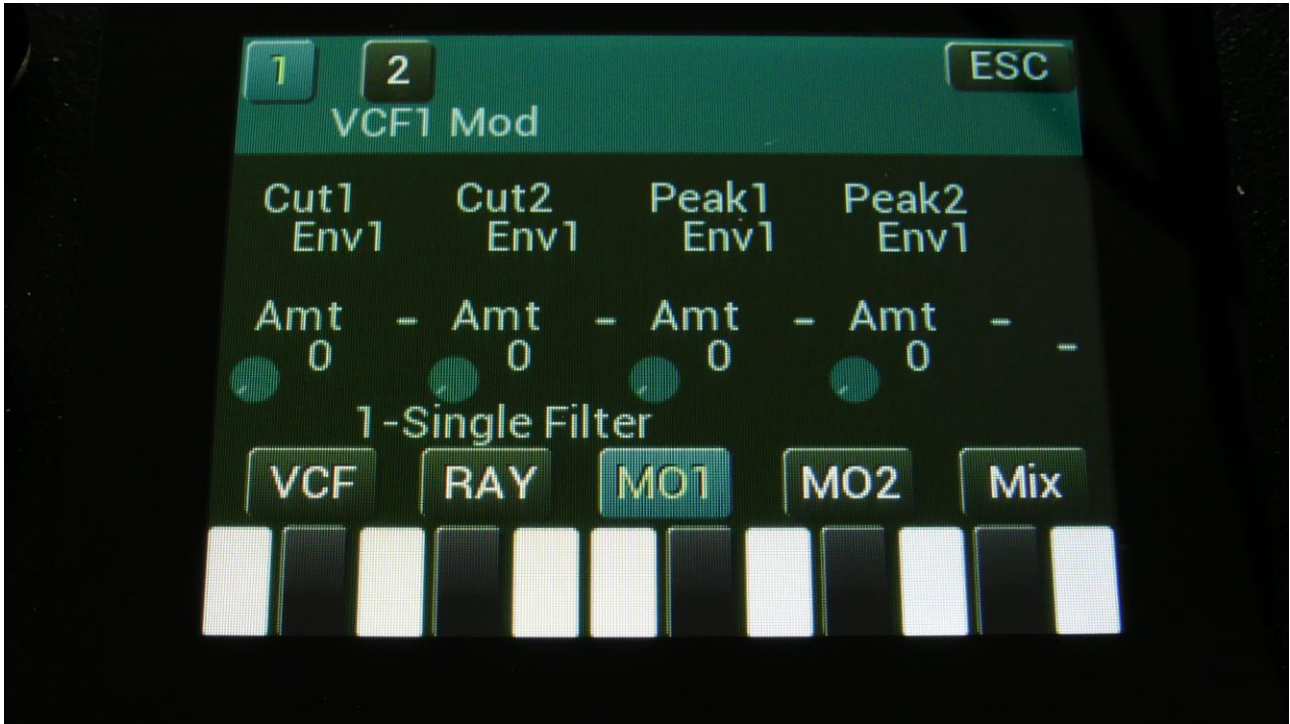 1 2 ESC
VCF1 Mod
Cut1 Cut2 Peak1 Peak2
Env1 Env1 Env1 Env1
Amt - Amt - Amt - Amt -
0 0 0 0 -
1-Single Filter
VCF RAY MO1 MO2 Mix